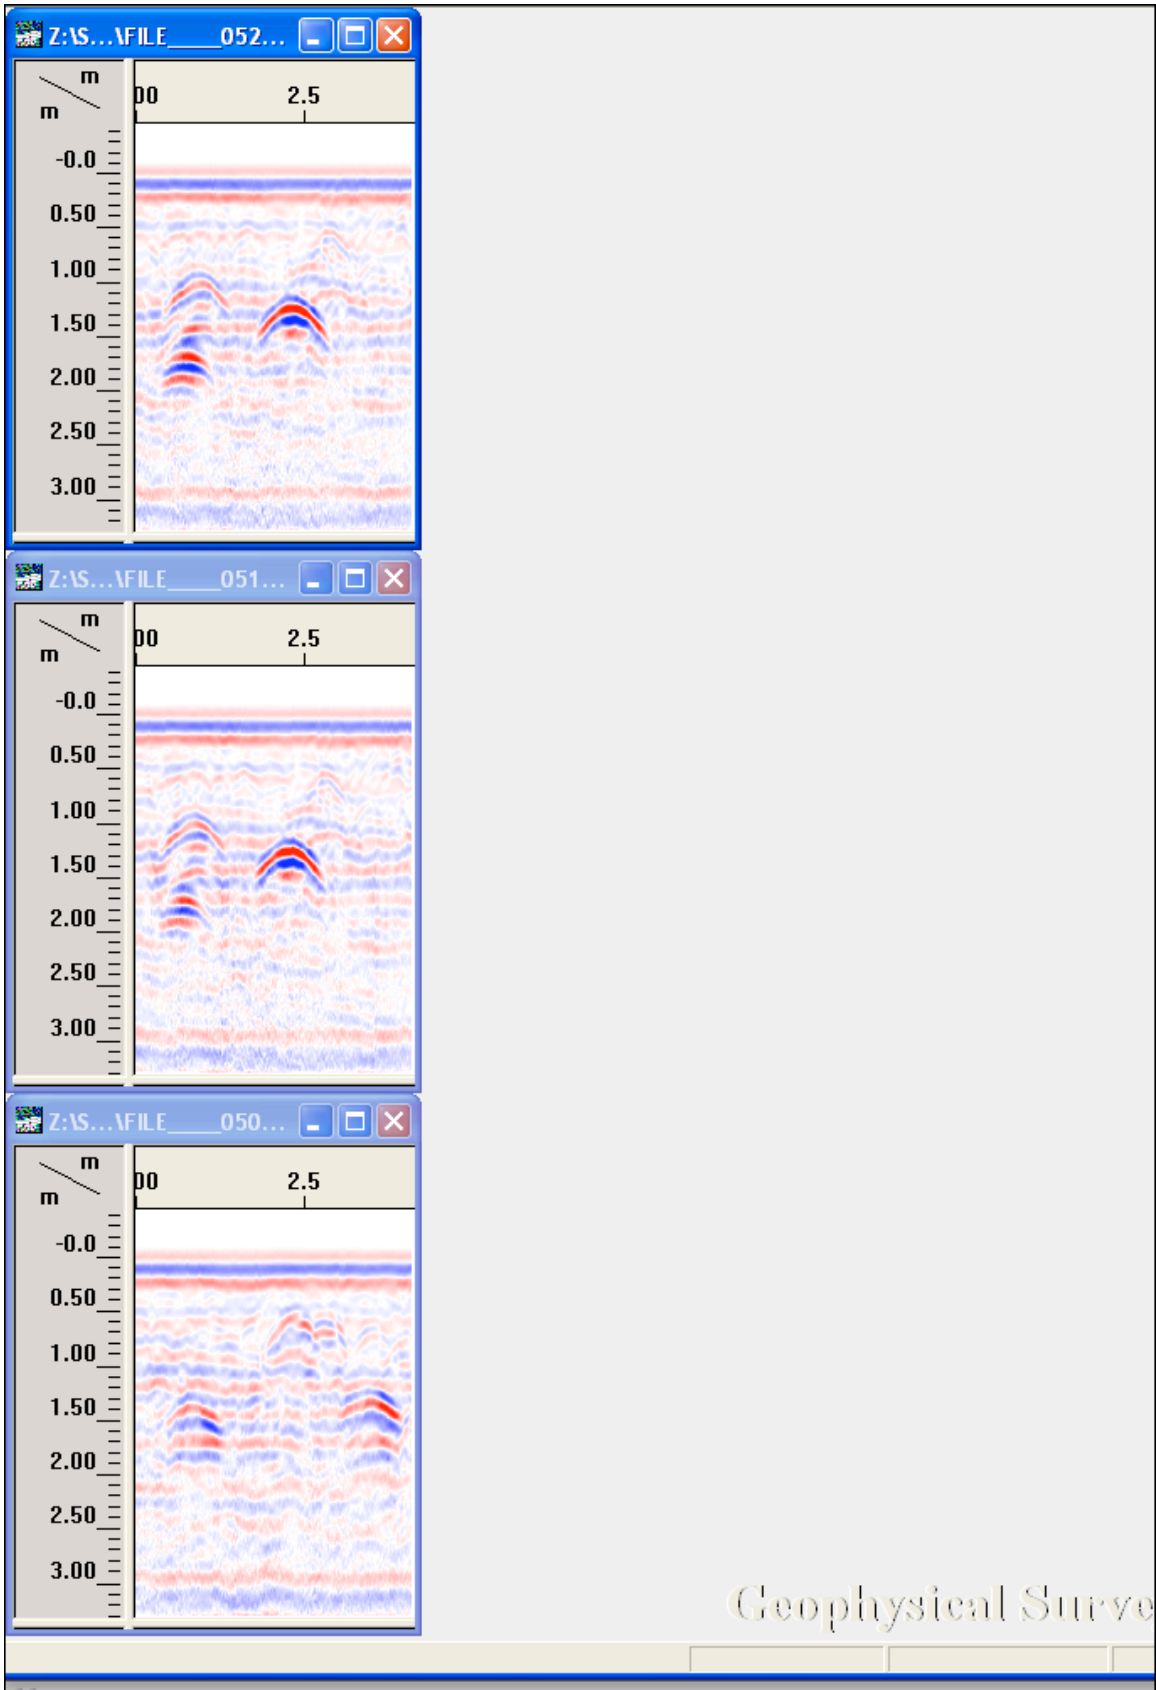 Z:\S...\FILE____052...
m
m
00 2.5
-0.0
0.50
1.00
1.50
2.00
2.50
3.00
Z:\S...\FILE____051...
m
m
00 2.5
-0.0
0.50
1.00
1.50
2.00
2.50
3.00
Z:\S...\FILE____050...
m
m
00 2.5
-0.0
0.50
1.00
1.50
2.00
2.50
3.00
Geophysical Surve